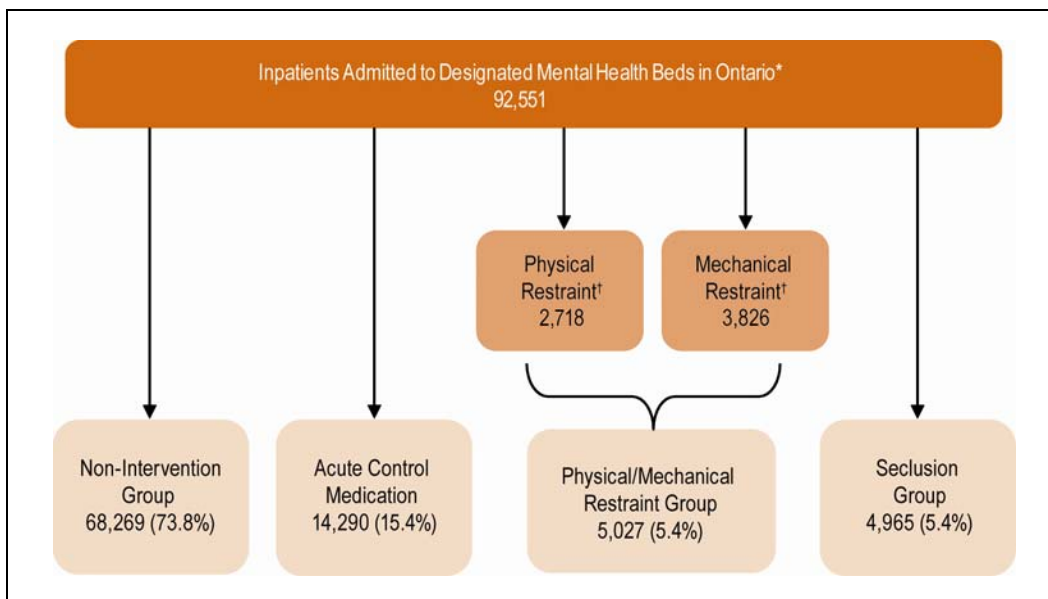 Inpatients Admitted to Designated Mental Health Beds in Ontario*
92,551
Physical
Restraint†
2,718
Mechanical
Restraint†
3,826
Non-Intervention
Group
68,269 (73.8%)
Acute Control
Medication
14,290 (15.4%)
Physical/Mechanical
Restraint Group
5,027 (5.4%)
Seclusion
Group
4,965 (5.4%)